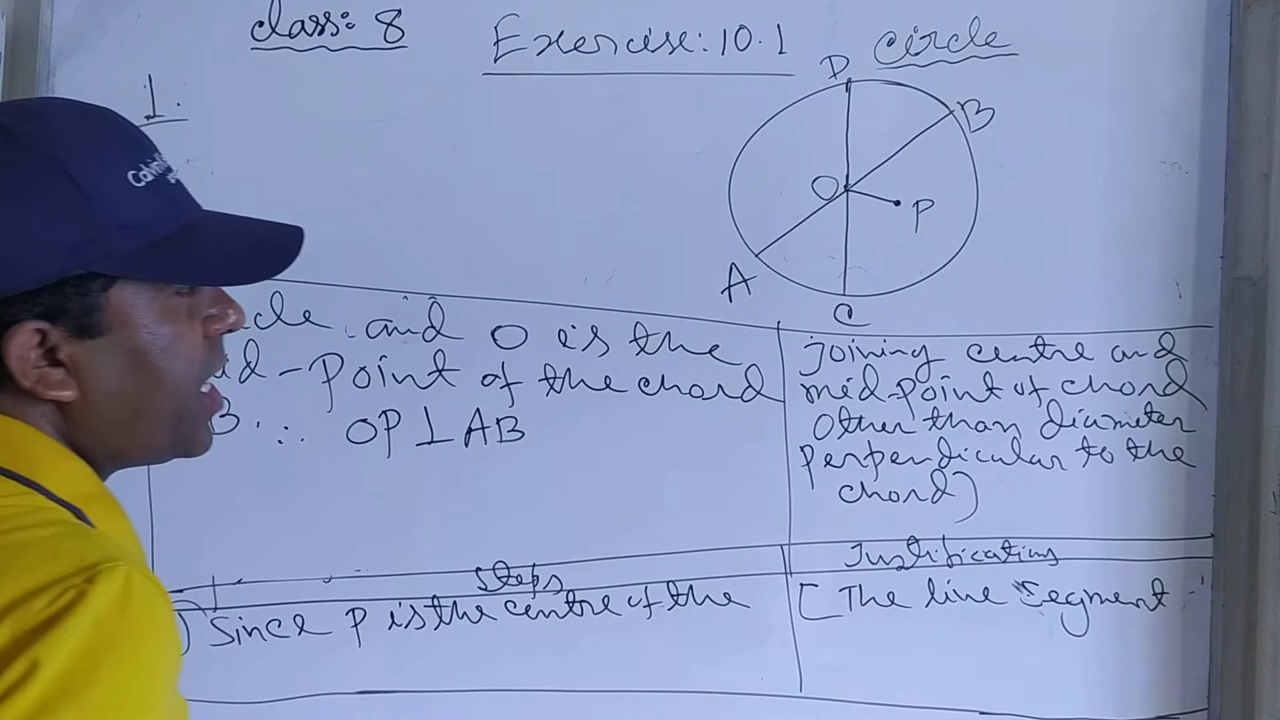 class: 8
Exercise: 10.1
circle
1.
D
B
O
P
A
C
Calvin
and O is the
-Point of the chord
B ∴ OP⊥AB
joining centre and
mid-point of chord
other than diameter
perpendicular to the
chord)
Steps
Justification
) Since P is the centre of the
[The line segment